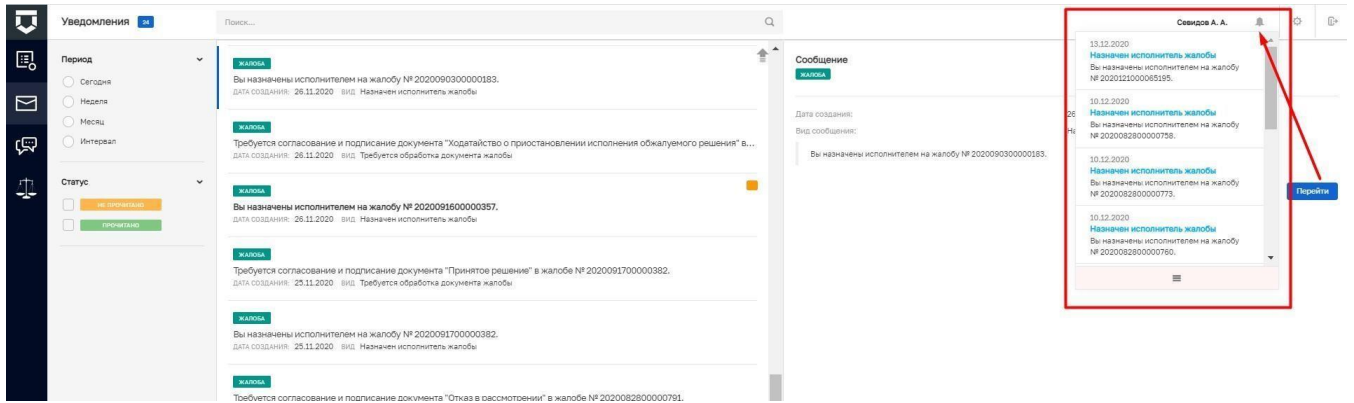 Уведомления 24
Поиск...
Севидов А. А.
Период
Сегодня
Неделя
Месяц
Интервал
Статус
НЕ ПРОЧИТАНО
ПРОЧИТАНО
ЖАЛОБА
Вы назначены исполнителем на жалобу № 2020090300000183.
ДАТА СОЗДАНИЯ: 26.11.2020 ВИД Назначен исполнитель жалобы
ЖАЛОБА
Требуется согласование и подписание документа "Ходатайство о приостановлении исполнения обжалуемого решения" в...
ДАТА СОЗДАНИЯ: 26.11.2020 ВИД Требуется обработка документа жалобы
ЖАЛОБА
Вы назначены исполнителем на жалобу № 2020091600000357.
ДАТА СОЗДАНИЯ: 26.11.2020 ВИД Назначен исполнитель жалобы
ЖАЛОБА
Требуется согласование и подписание документа "Принятое решение" в жалобе № 2020091700000382.
ДАТА СОЗДАНИЯ: 25.11.2020 ВИД Требуется обработка документа жалобы
ЖАЛОБА
Вы назначены исполнителем на жалобу № 2020091700000382.
ДАТА СОЗДАНИЯ: 25.11.2020 ВИД Назначен исполнитель жалобы
ЖАЛОБА
Требуется согласование и подписание документа "Отказ в рассмотрении" в жалобе № 2020082800000791.
Сообщение
ЖАЛОБА
Дата создания: 26
Вид сообщения: На
Вы назначены исполнителем на жалобу № 2020090300000183.
13.12.2020
Назначен исполнитель жалобы
Вы назначены исполнителем на жалобу
№ 2020121000065195.
10.12.2020
Назначен исполнитель жалобы
Вы назначены исполнителем на жалобу
№ 2020082800000758.
10.12.2020
Назначен исполнитель жалобы
Вы назначены исполнителем на жалобу
№ 2020082800000773.
10.12.2020
Назначен исполнитель жалобы
Вы назначены исполнителем на жалобу
№ 2020082800000760.
Перейти